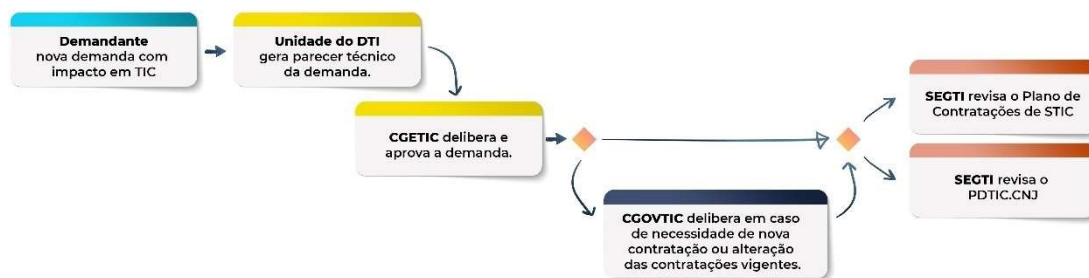 Demandante
nova demanda com
impacto em TIC
Unidade do DTI
gera parecer técnico
da demanda.
CGETIC delibera e
aprova a demanda.
CGOVTIC delibera em caso
de necessidade de nova
contratação ou alteração
das contratações vigentes.
SEGTI revisa o Plano de
Contratações de STIC
SEGTI revisa o
PDTIC.CNJ